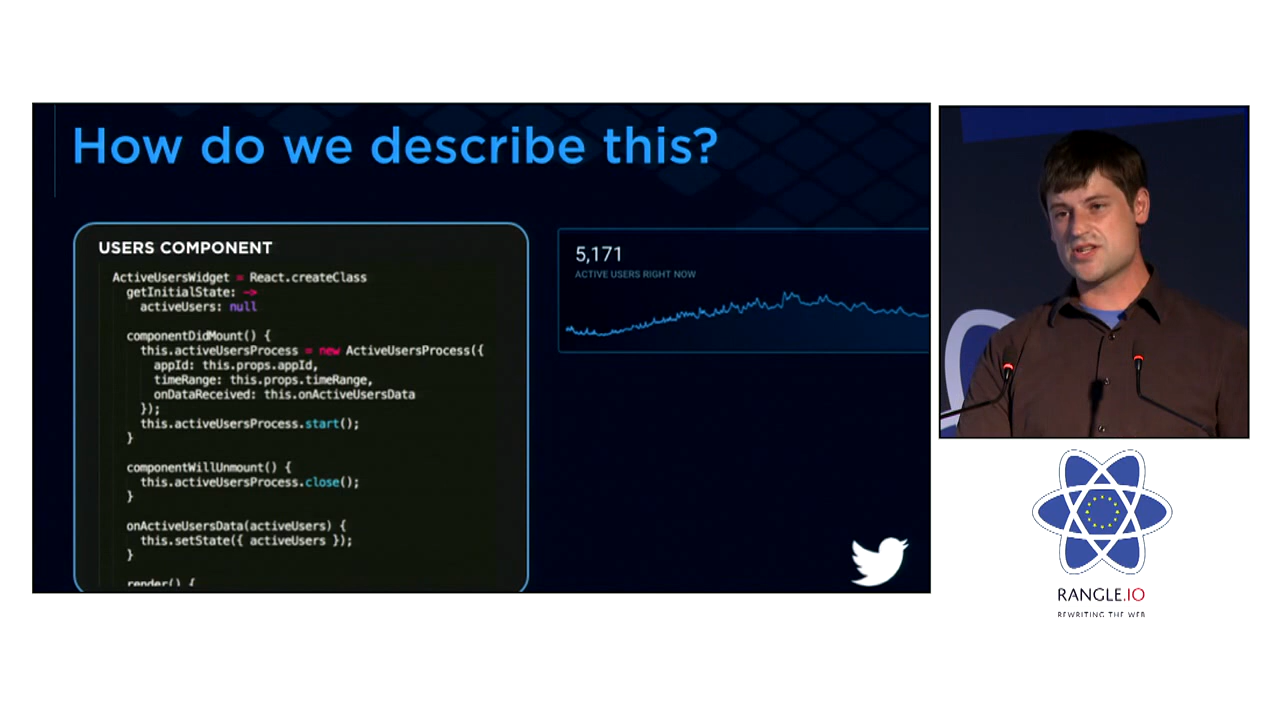 How do we describe this?
USERS COMPONENT
ActiveUsersWidget = React.createClass
getInitialState: ->
activeUsers: null
componentDidMount() {
this.activeUsersProcess = new ActiveUsersProcess({
appId: this.props.appId,
timeRange: this.props.timeRange,
onDataReceived: this.onActiveUsersData
});
this.activeUsersProcess.start();
}
componentWillUnmount() {
this.activeUsersProcess.close();
}
onActiveUsersData(activeUsers) {
this.setState({ activeUsers });
}
render() {
5,171
ACTIVE USERS RIGHT NOW
RANGLE.IO
REWRITING THE WEB